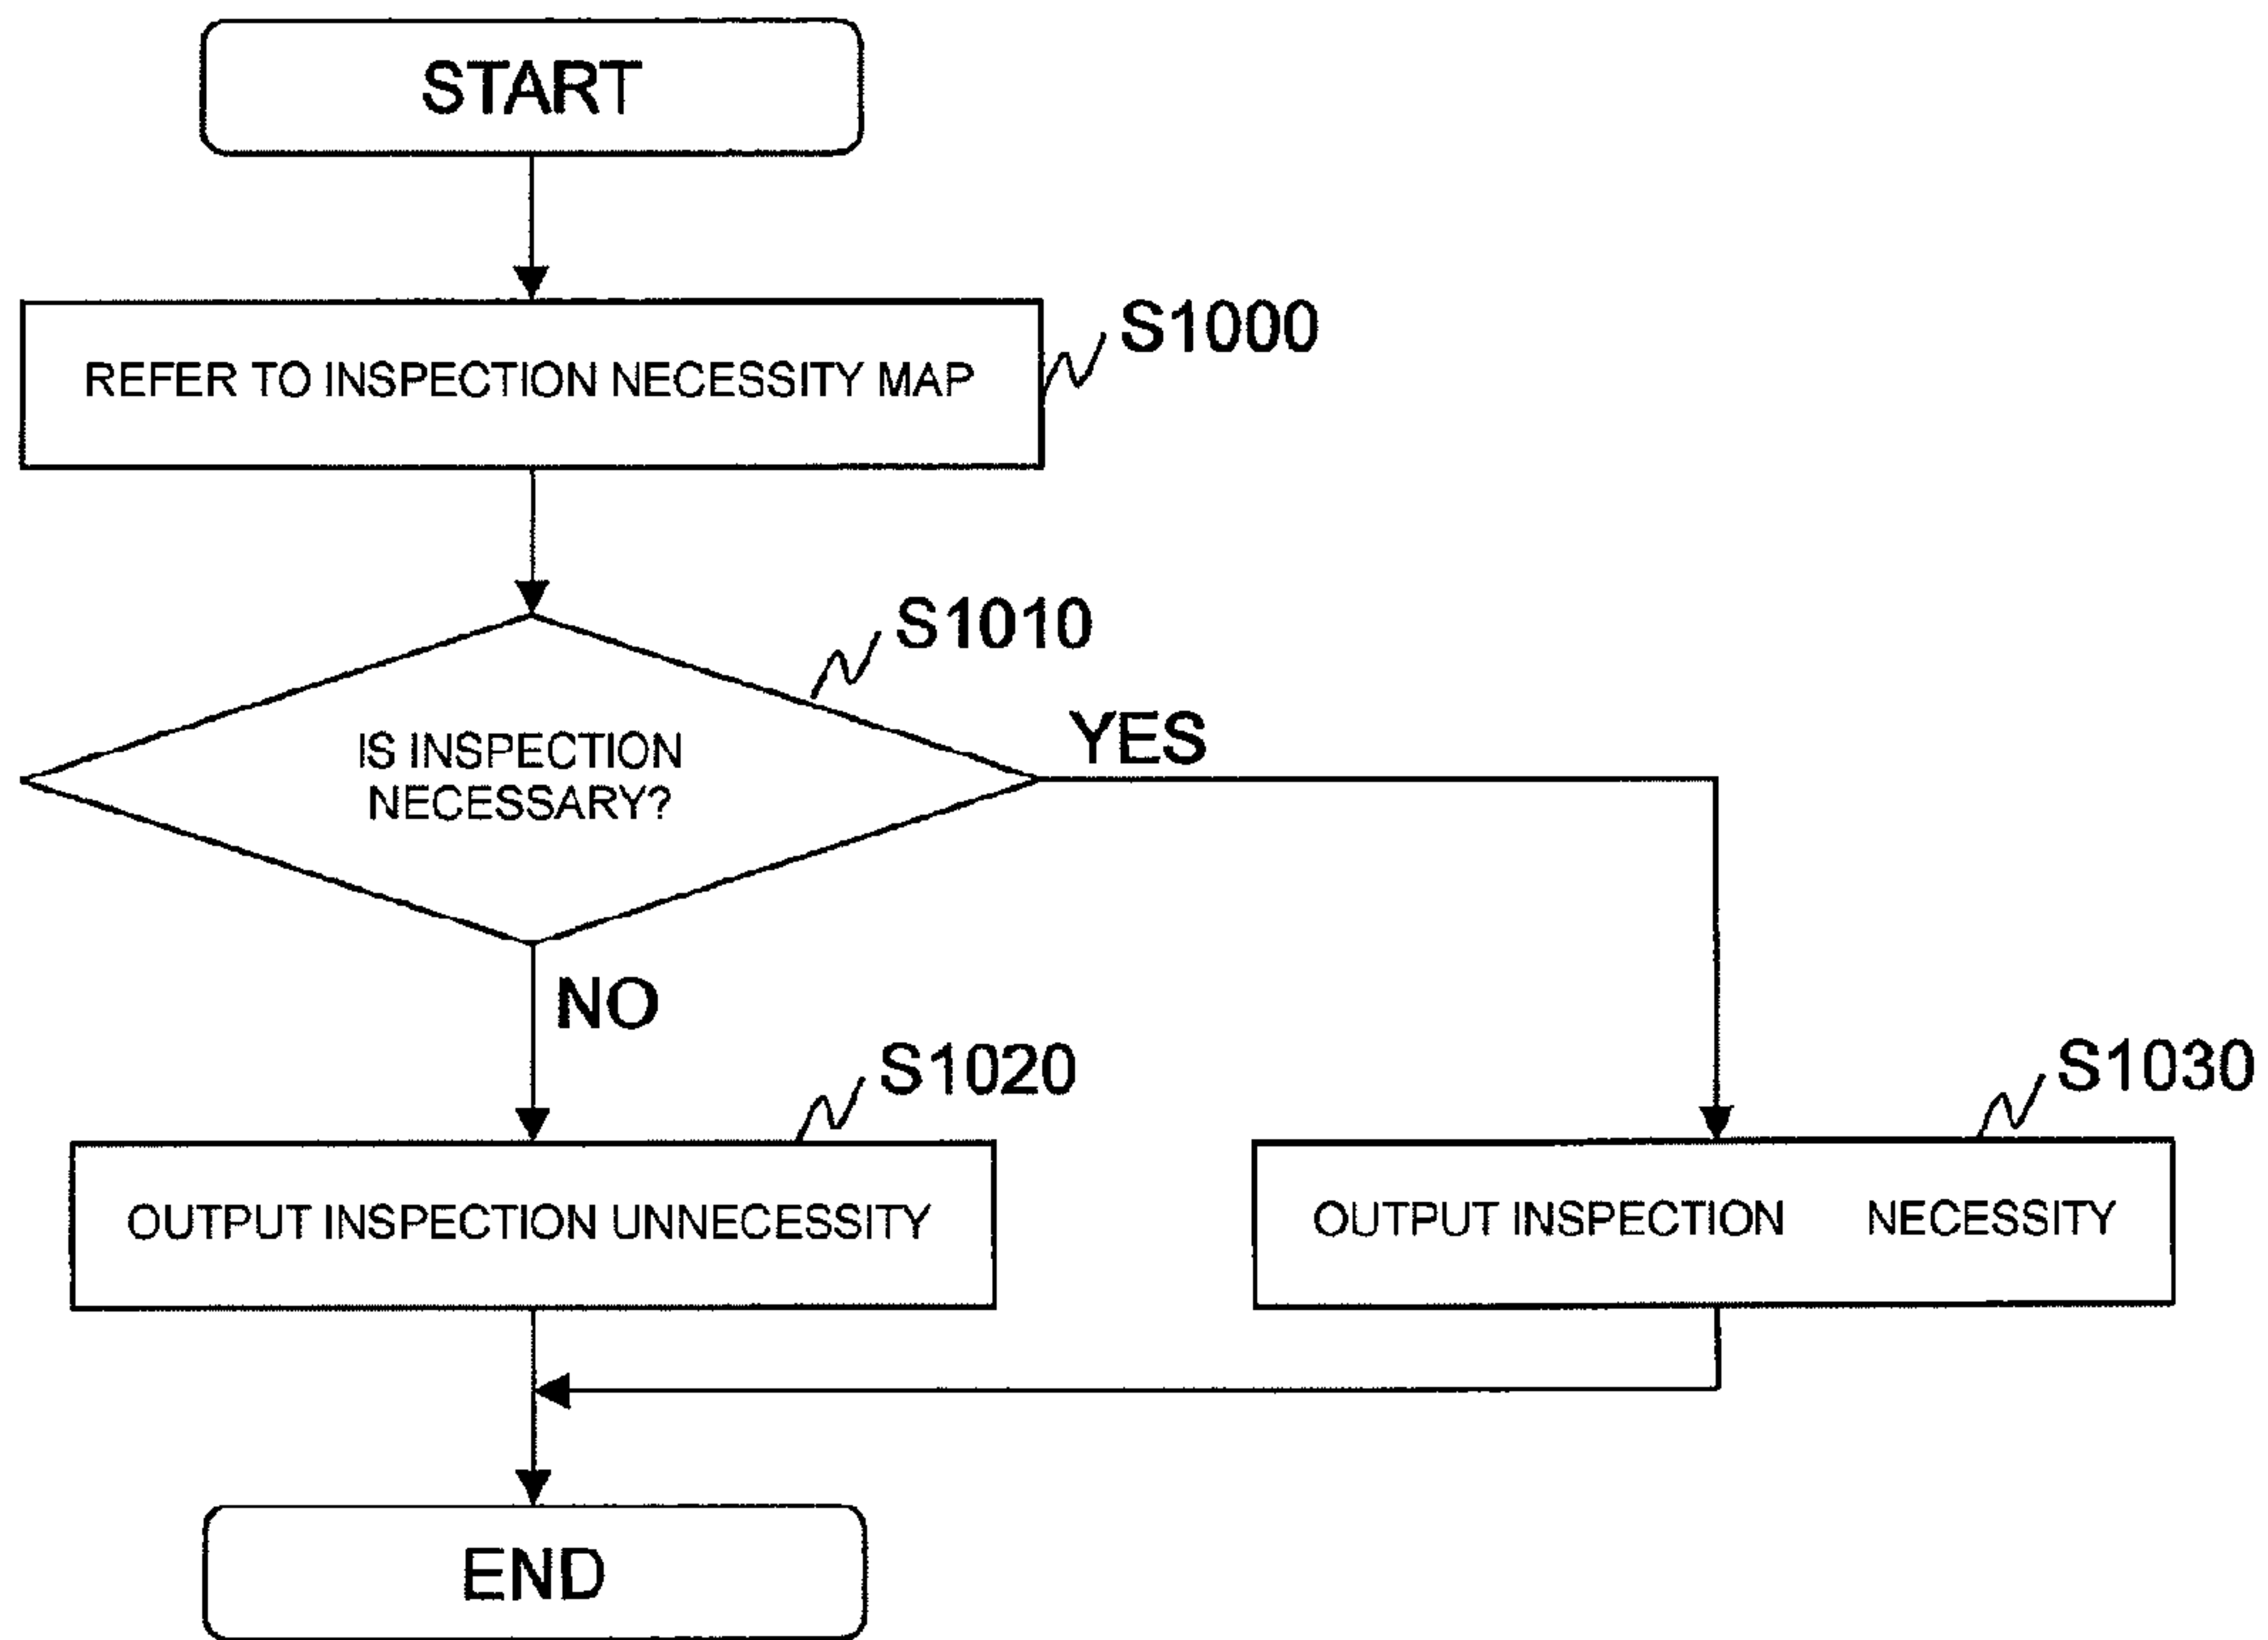 START
REFER TO INSPECTION NECESSITY MAP
S1000
S1010
IS INSPECTION
NECESSARY?
YES
NO
S1020
S1030
OUTPUT INSPECTION UNNECESSITY
OUTPUT INSPECTION NECESSITY
END